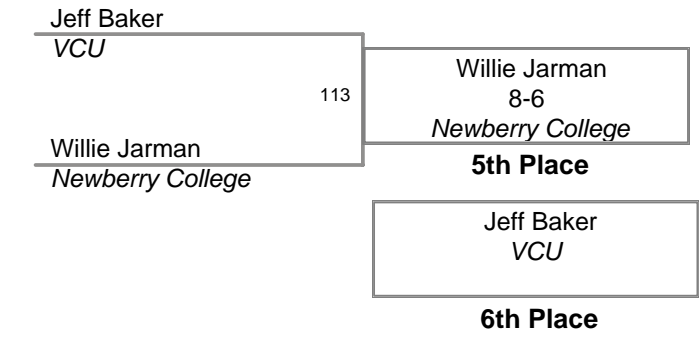 Jeff Baker
VCU
113
Willie Jarman
Newberry College
Willie Jarman
8-6
Newberry College
5th Place
Jeff Baker
VCU
6th Place